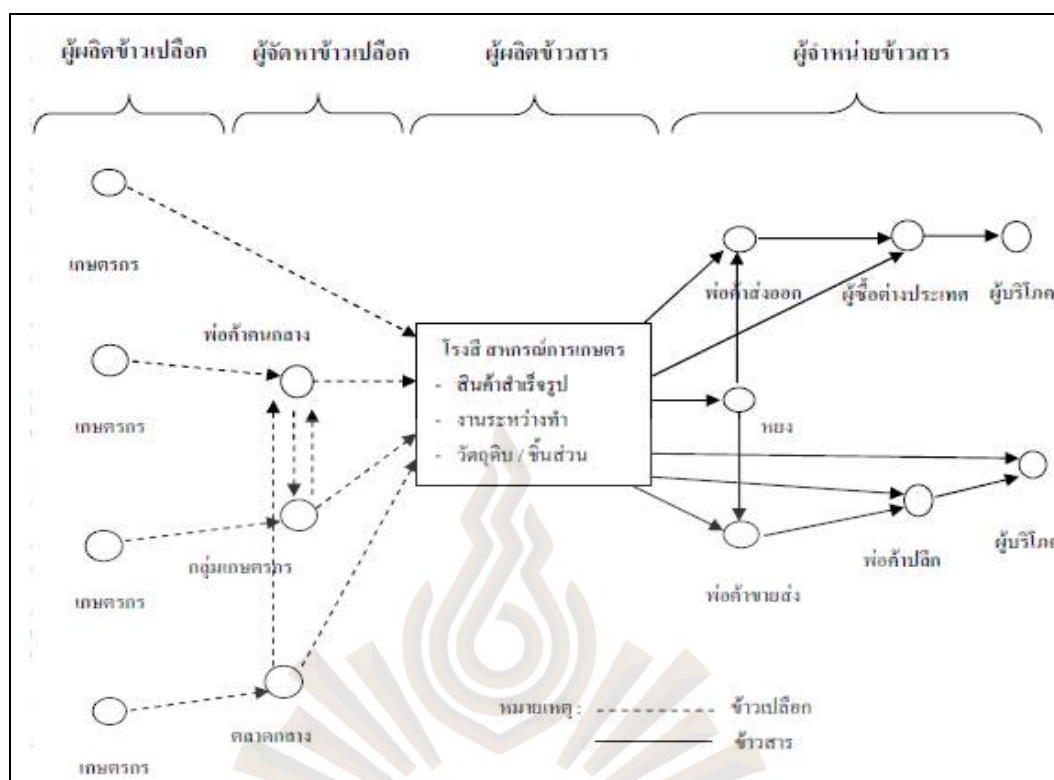 ผู้ผลิตข้าวเปลือก
ผู้จัดหาข้าวเปลือก
ผู้ผลิตข้าวสาร
ผู้จำหน่ายข้าวสาร
เกษตรกร
พ่อค้าส่งออก
ผู้ซื้อต่างประเทศ
ผู้บริโภค
พ่อค้าคนกลาง
โรงสี สหกรณ์การเกษตร
- สินค้าสำเร็จรูป
- งานระหว่างทำ
- วัตถุดิบ / ชิ้นส่วน
เกษตรกร
หยง
กลุ่มเกษตรกร
พ่อค้าปลีก
ผู้บริโภค
เกษตรกร
พ่อค้าขายส่ง
หมายเหตุ :
ข้าวเปลือก
ข้าวสาร
ตลาดกลาง
เกษตรกร